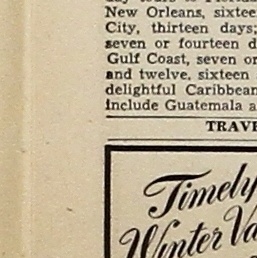 New Orleans, sixtee
City, thirteen days;
seven or fourteen d
Gulf Coast, seven or
and twelve, sixteen
delightful Caribbean
include Guatemala a
TRAVE
Timely
Winter Va